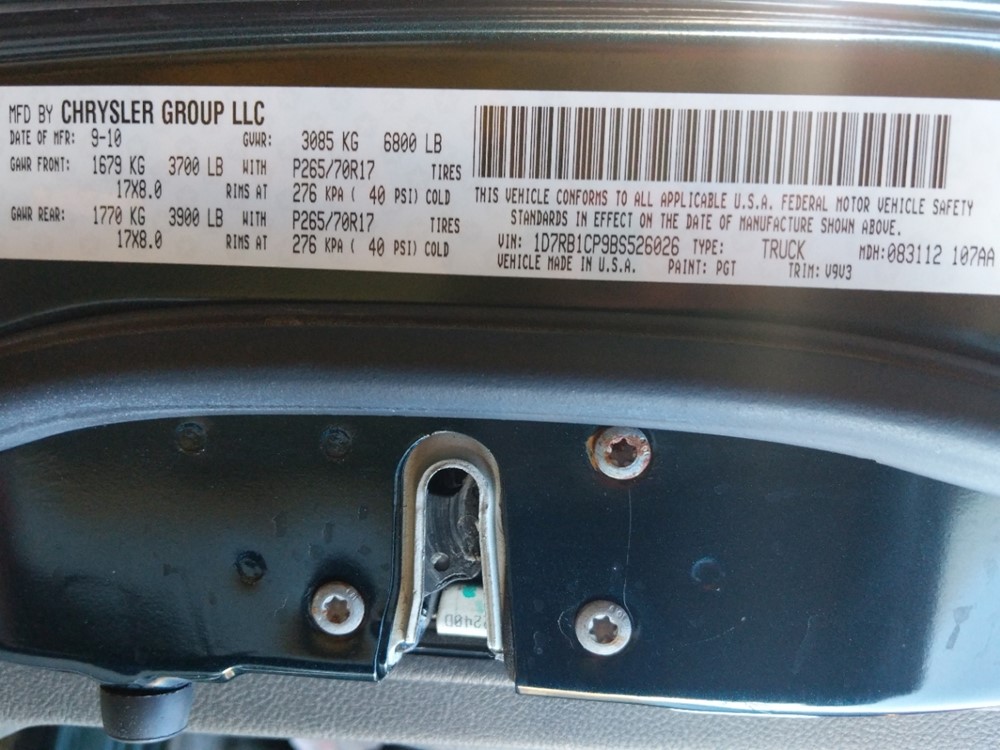 MFD BY CHRYSLER GROUP LLC
DATE OF MFR: 9-10 GVWR: 3085 KG 6800 LB
GAWR FRONT: 1679 KG 3700 LB WITH P265/70R17 TIRES
17X8.0 RIMS AT 276 KPA ( 40 PSI) COLD
GAWR REAR: 1770 KG 3900 LB WITH P265/70R17 TIRES
17X8.0 RIMS AT 276 KPA ( 40 PSI) COLD
THIS VEHICLE CONFORMS TO ALL APPLICABLE U.S.A. FEDERAL MOTOR VEHICLE SAFETY
STANDARDS IN EFFECT ON THE DATE OF MANUFACTURE SHOWN ABOVE.
VIN: 1D7RB1CP9BS526026 TYPE: TRUCK MDH:083112 107AA
VEHICLE MADE IN U.S.A. PAINT: PGT TRIM: V9V3